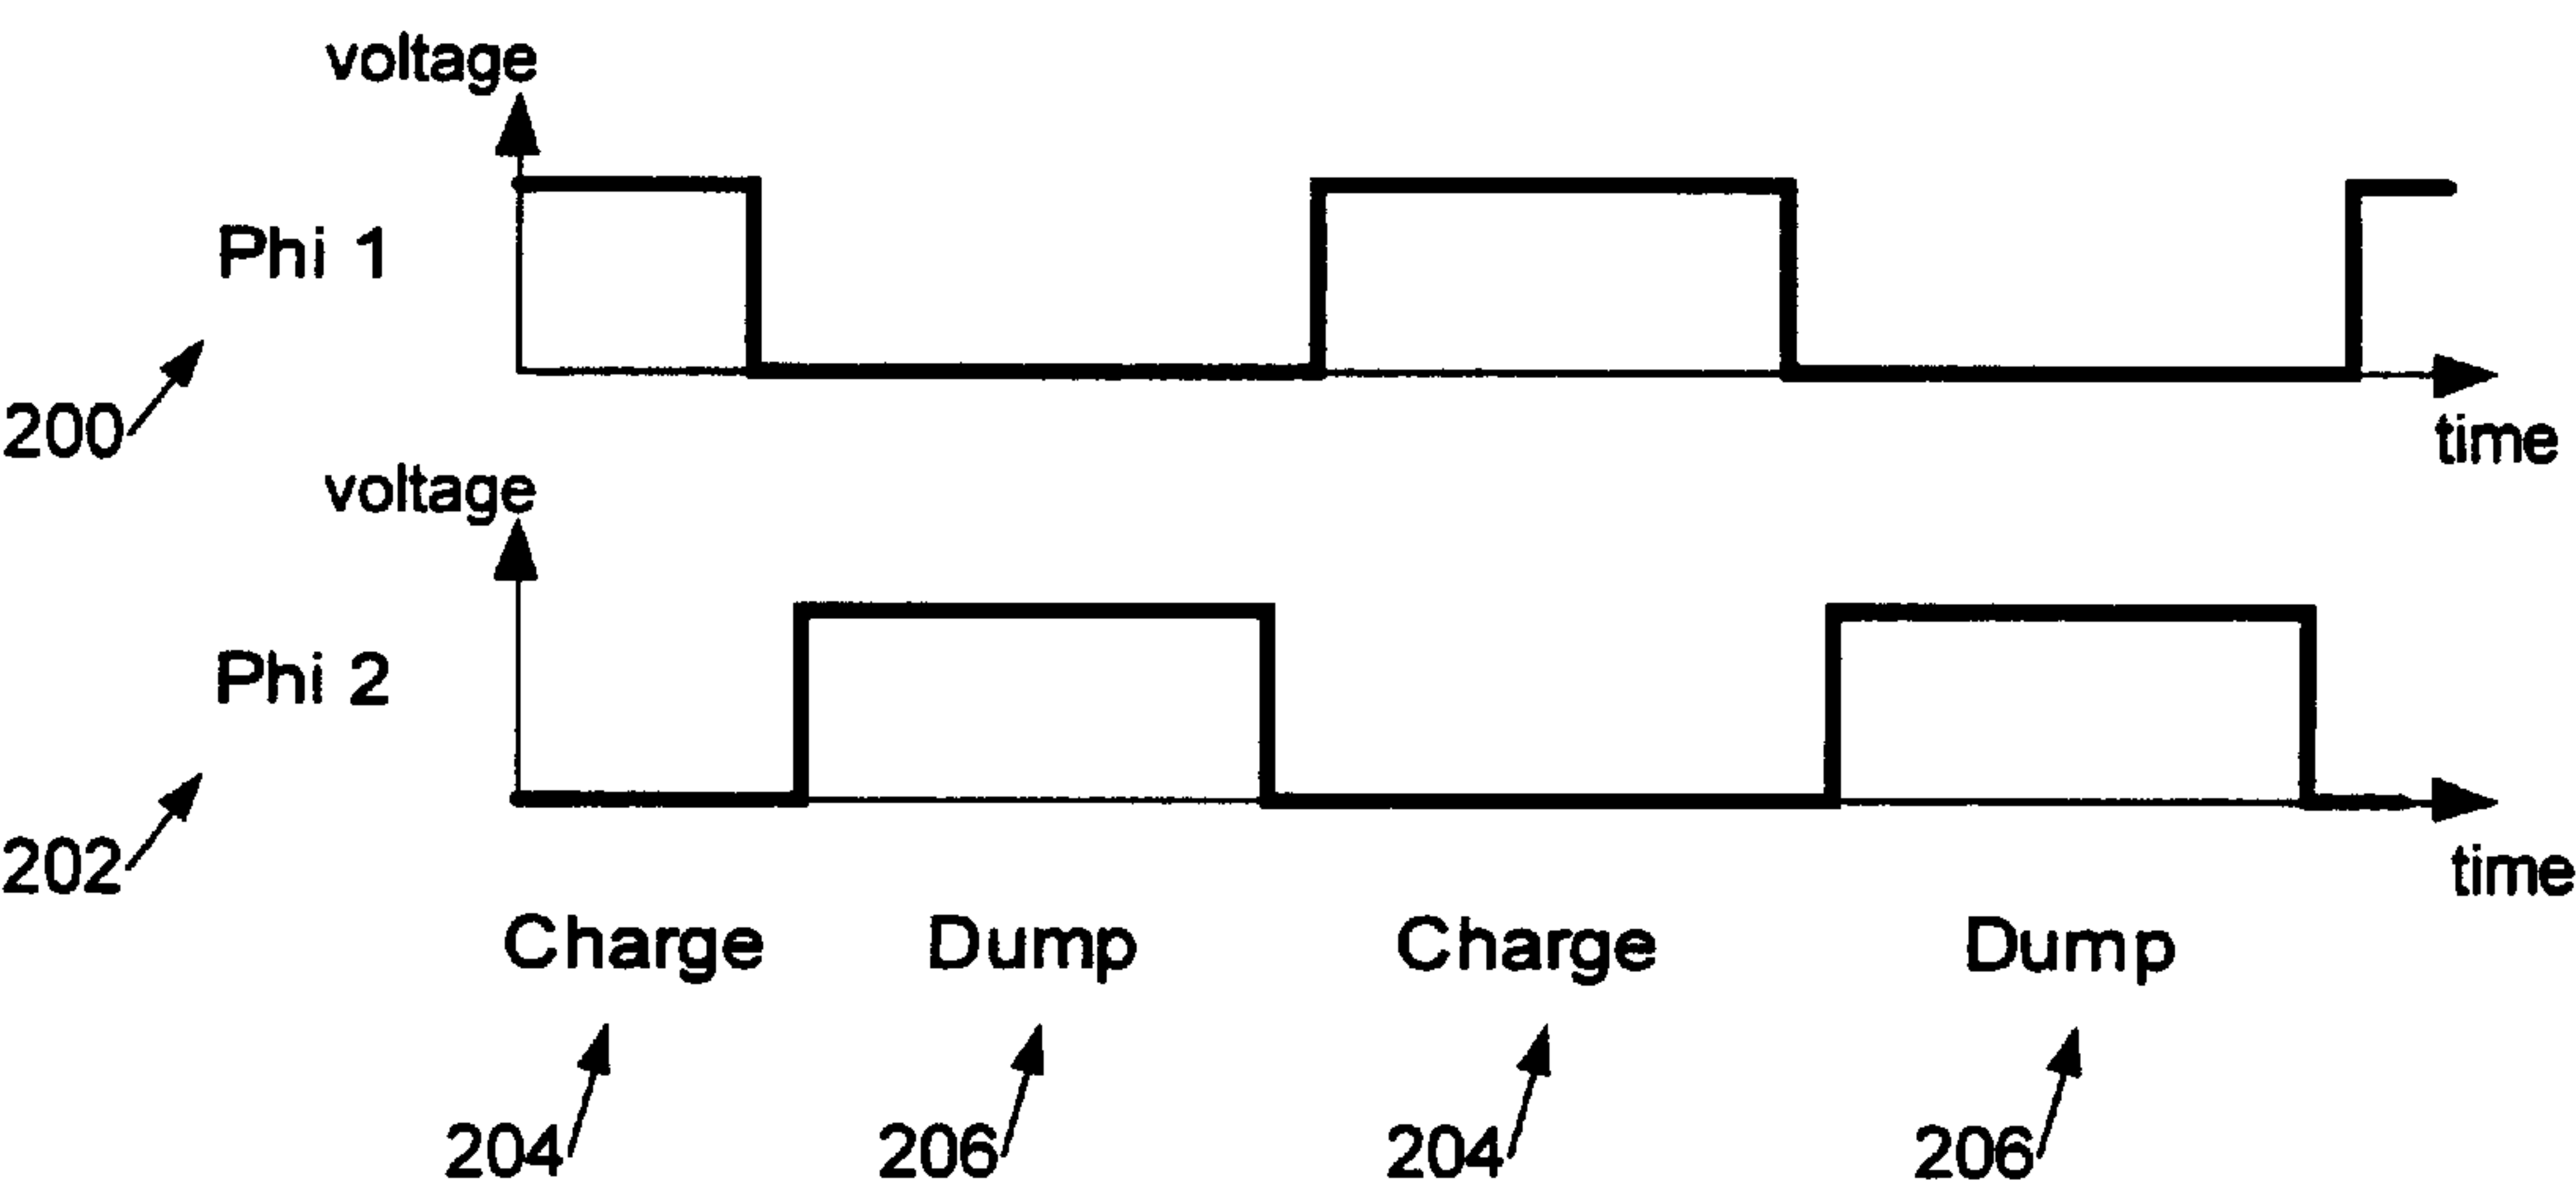 voltage
Phi 1
200
time
voltage
Phi 2
202
time
Charge Dump Charge Dump
204 206 204 206